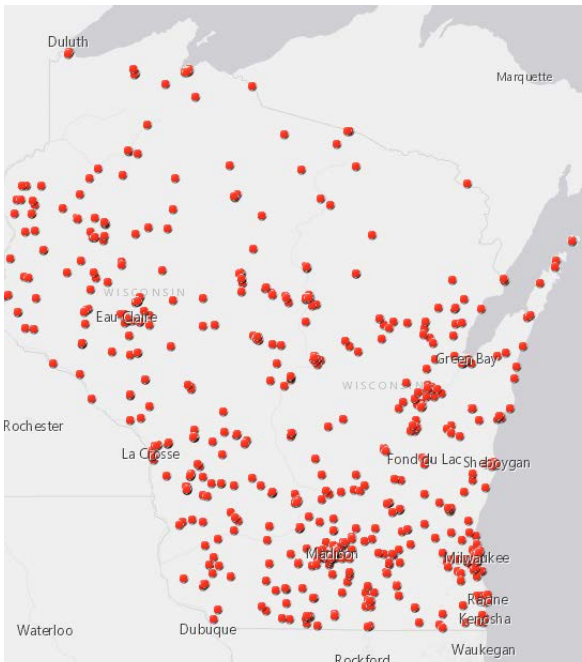 Duluth
Marquette
WISCONSIN
Eau Claire
Green Bay
WISCONSIN
Rochester
La Crosse
Fond du Lac
Sheboygan
Madison
Milwaukee
Racine
Kenosha
Waterloo
Dubuque
Waukegan
Rockford